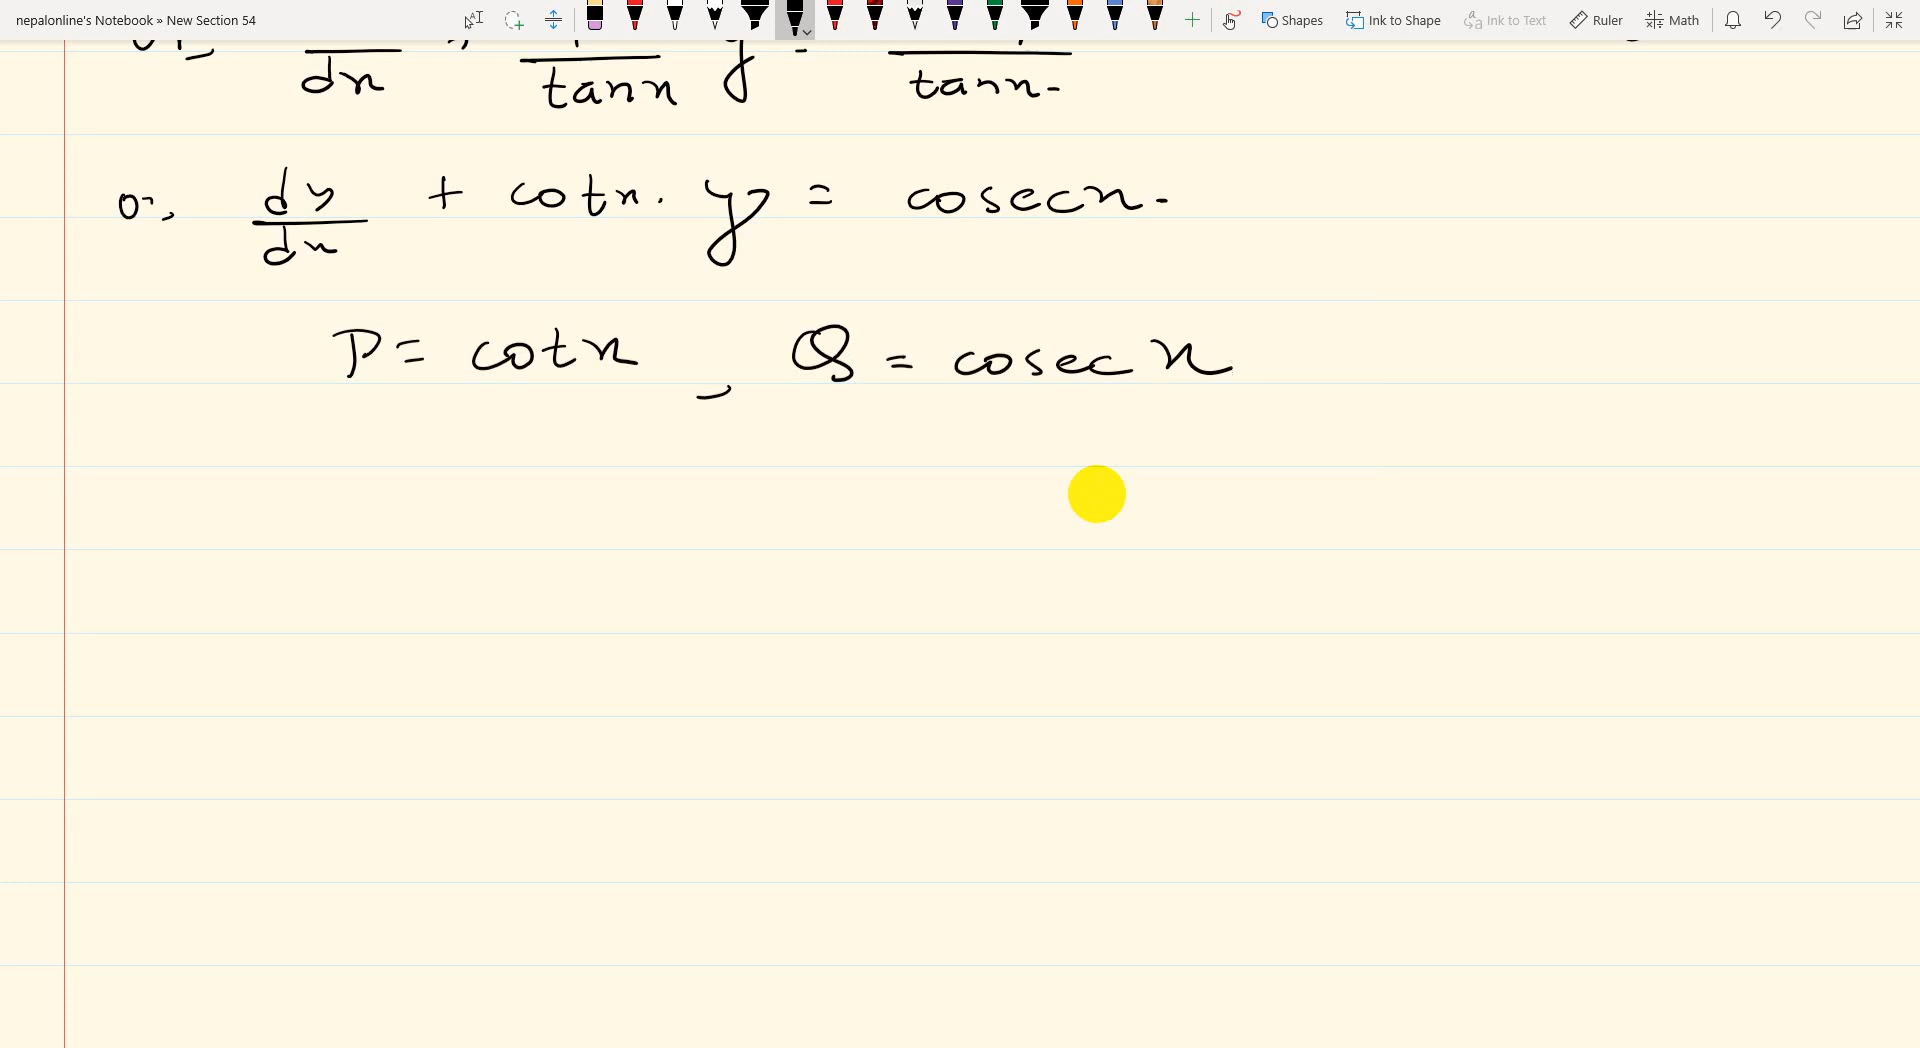 nepalonline's Notebook » New Section 54 Shapes Ink to Shape Ink to Text Ruler Math
dx tanx y = tanx.
or, dy/dx + cotx. y = cosecx.
P = cotx, Q = cosec x